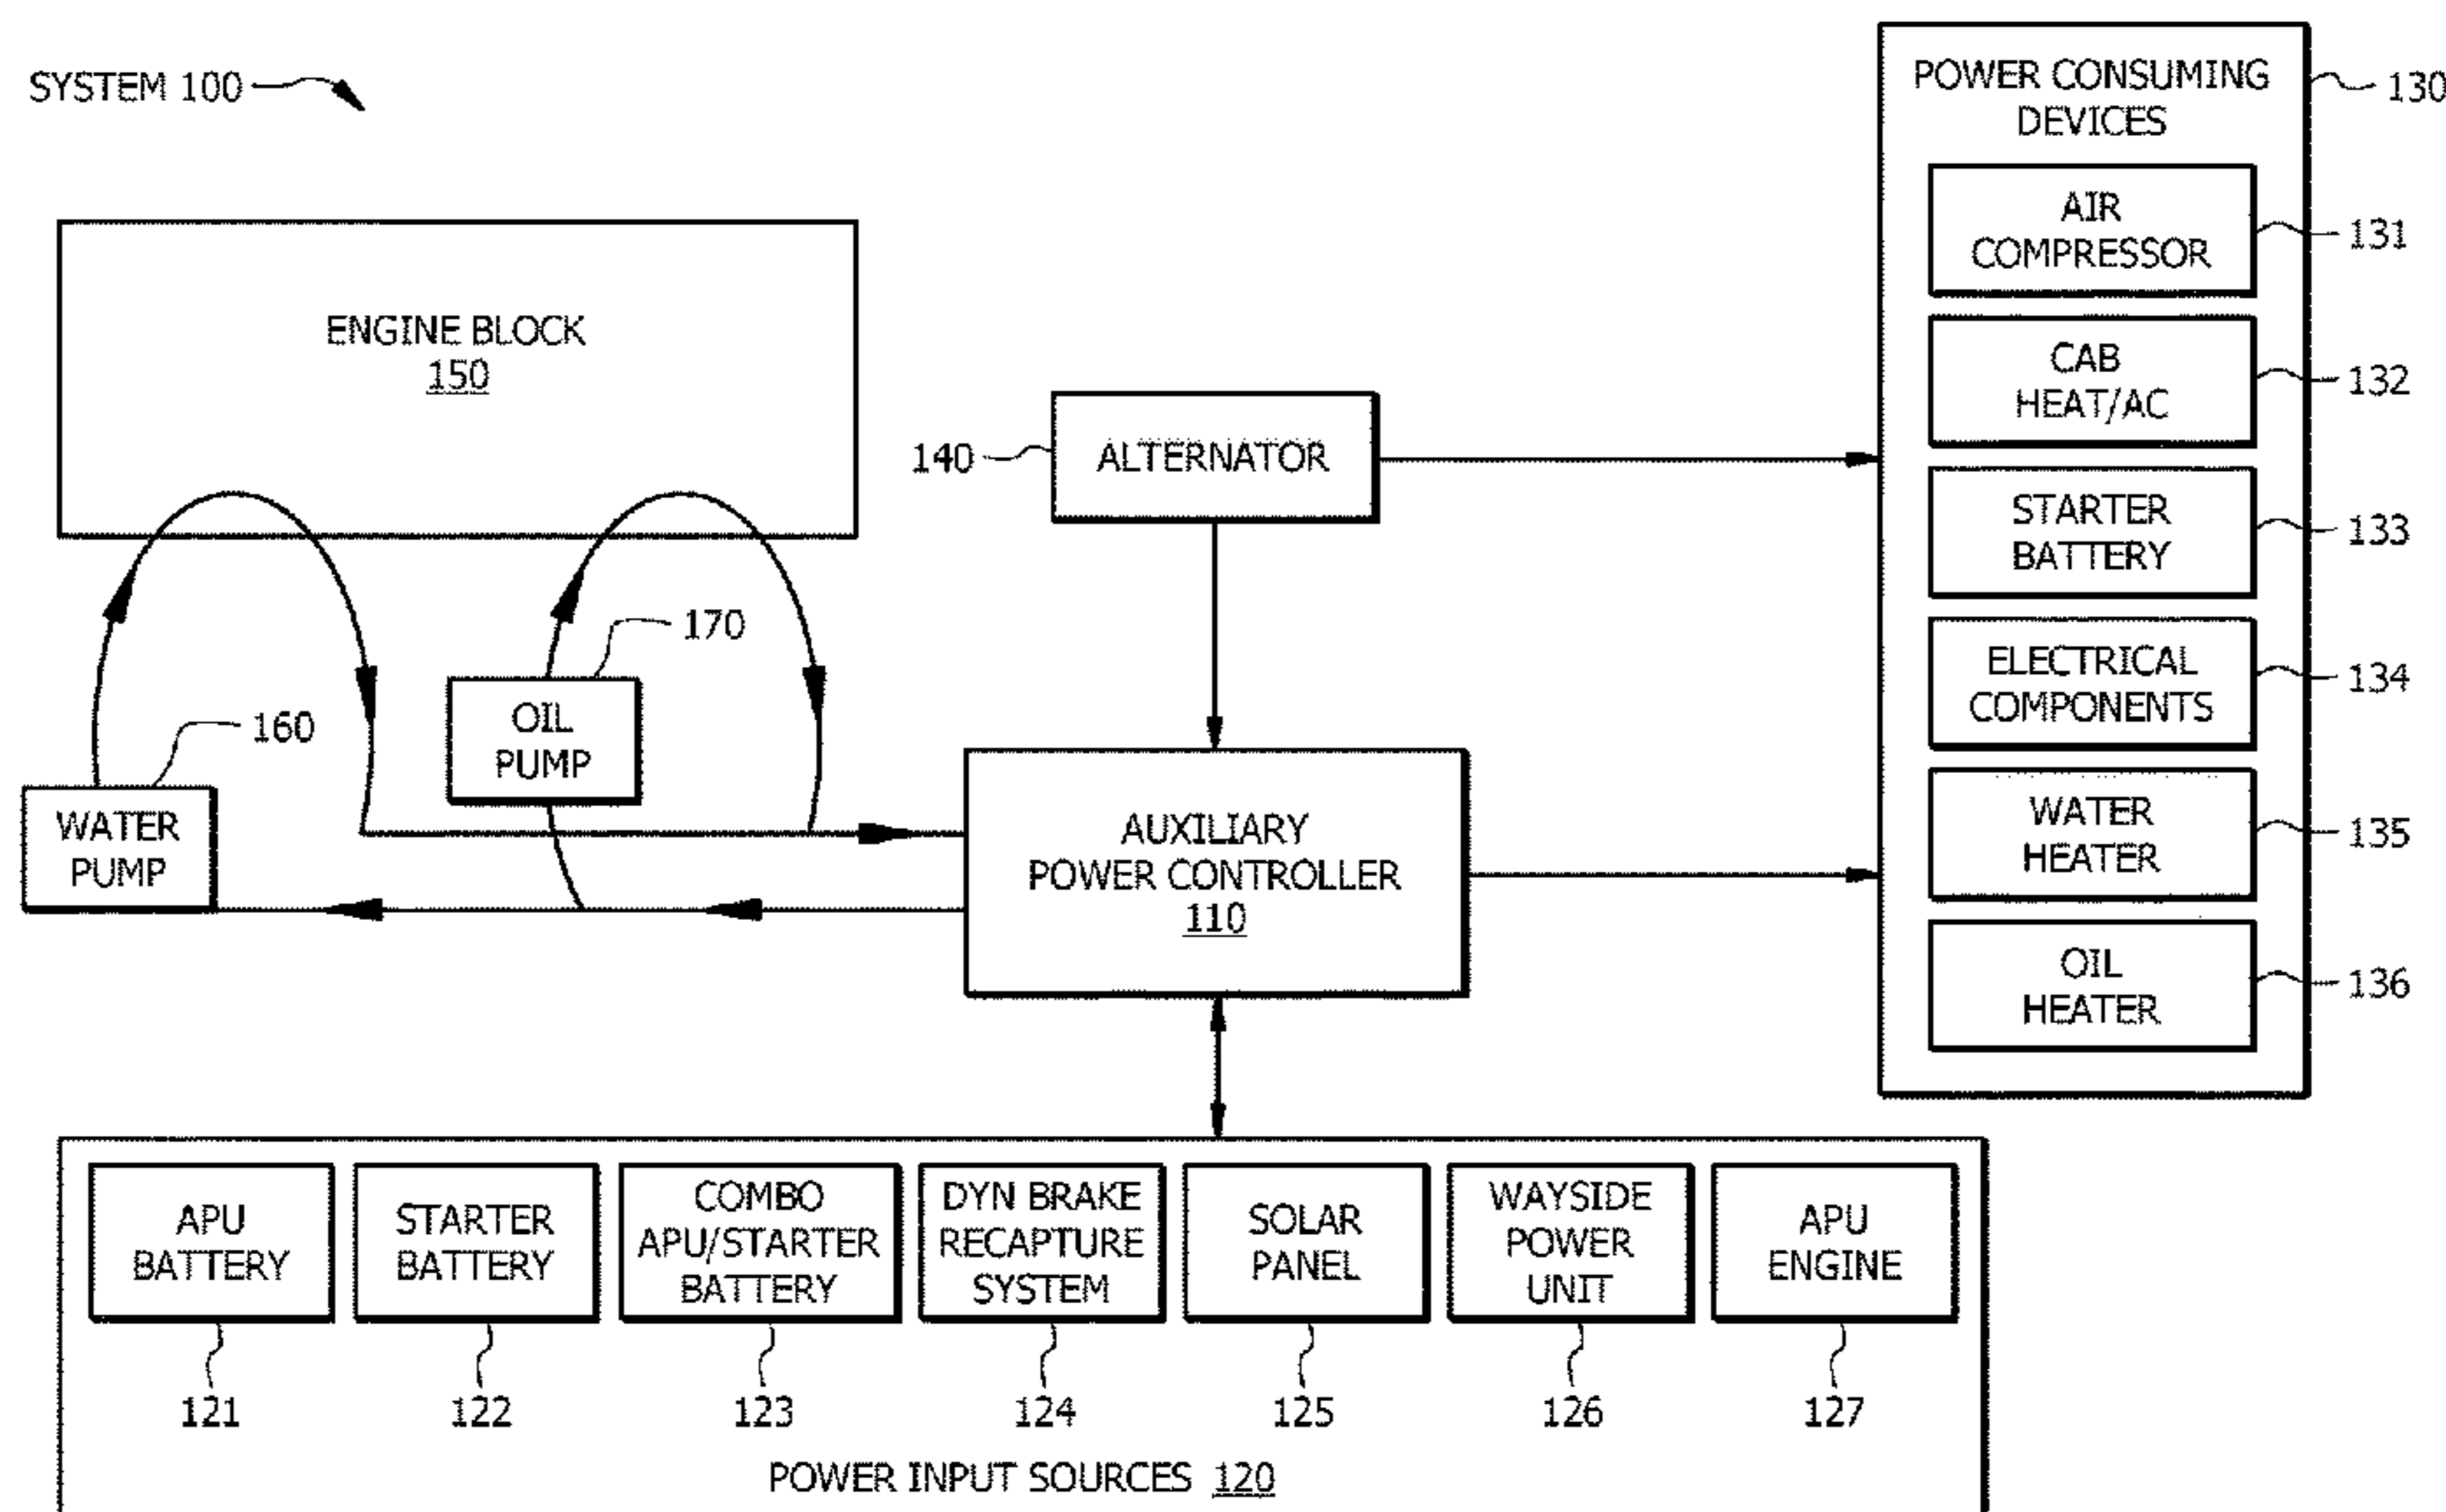 SYSTEM 100
POWER CONSUMING
DEVICES
130
AIR
COMPRESSOR
131
CAB
HEAT/AC
132
STARTER
BATTERY
133
ELECTRICAL
COMPONENTS
134
WATER
HEATER
135
OIL
HEATER
136
ENGINE BLOCK
150
140
ALTERNATOR
170
OIL
PUMP
160
WATER
PUMP
AUXILIARY
POWER CONTROLLER
110
APU
BATTERY
121
STARTER
BATTERY
122
COMBO
APU/STARTER
BATTERY
123
DYN BRAKE
RECAPTURE
SYSTEM
124
SOLAR
PANEL
125
WAYSIDE
POWER
UNIT
126
APU
ENGINE
127
POWER INPUT SOURCES 120